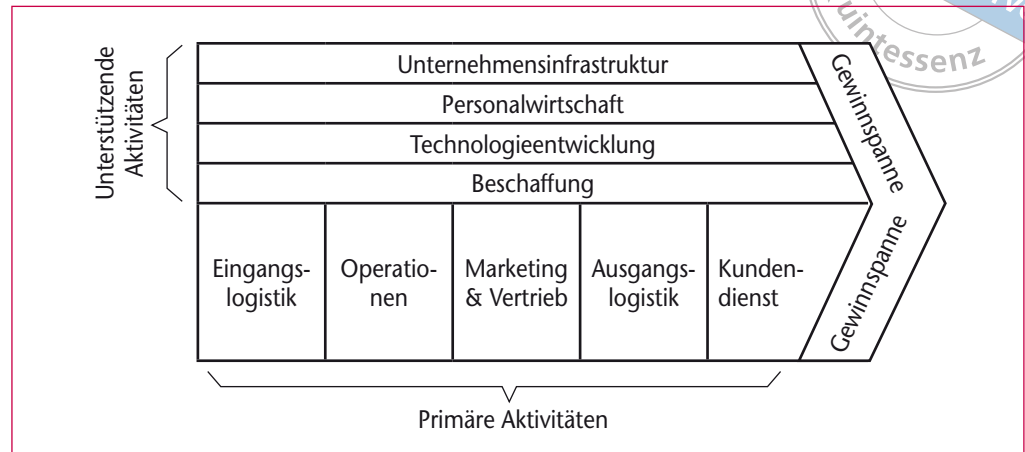 uintessenz
Unterstützende
Aktivitäten
Unternehmensinfrastruktur
Personalwirtschaft
Technologieentwicklung
Beschaffung
Gewinnspanne
Eingangs-
logistik
Operatio-
nen
Marketing
& Vertrieb
Ausgangs-
logistik
Kunden-
dienst
Gewinnspanne
Primäre Aktivitäten